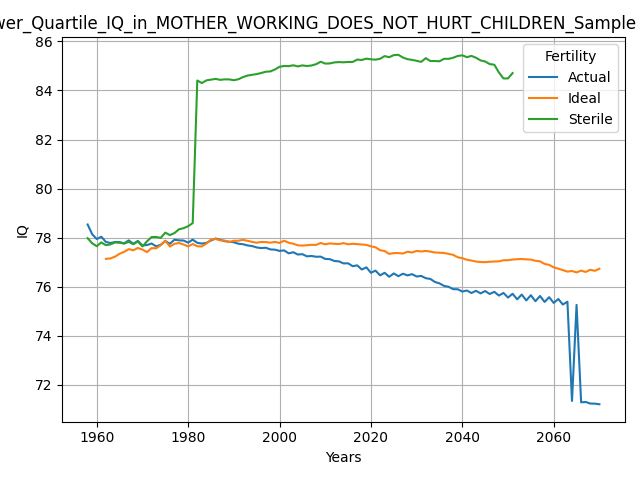 wer_Quartile_IQ_in_MOTHER_WORKING_DOES_NOT_HURT_CHILDREN_Sample
86
84
82
80
78
76
74
72
IQ
Fertility
Actual
Ideal
Sterile
1960 1980 2000 2020 2040 2060
Years